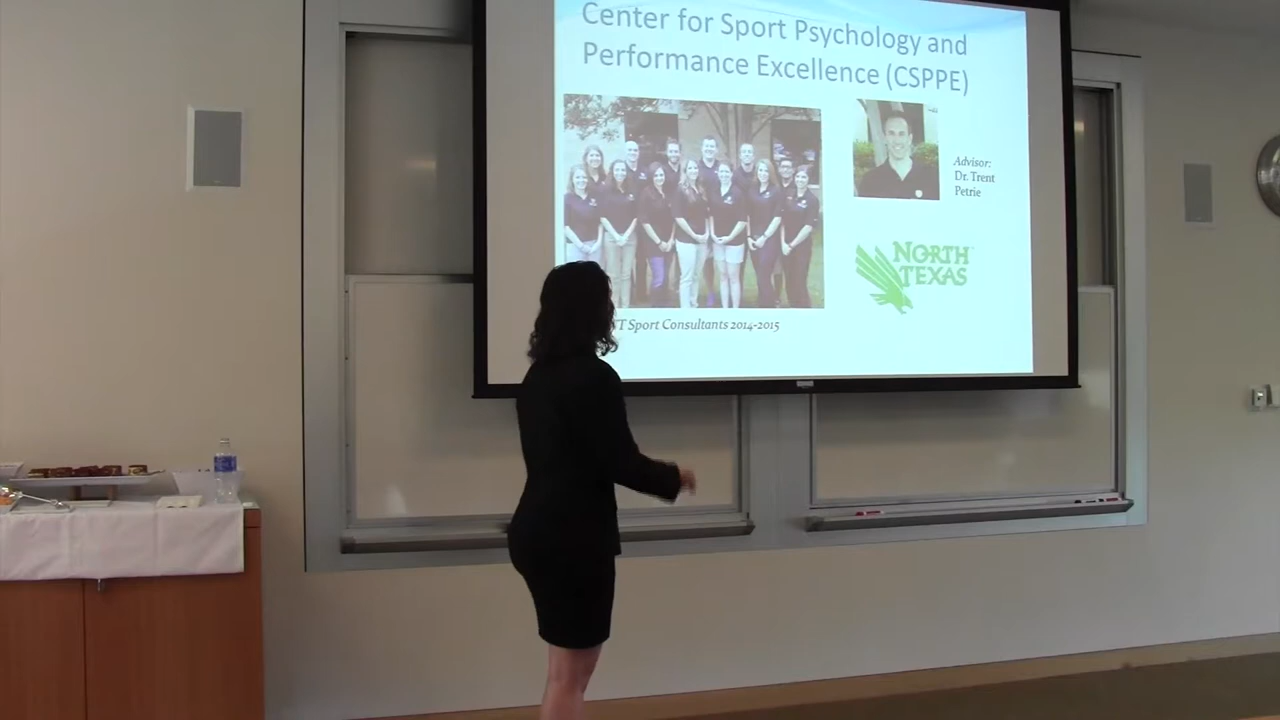 Center for Sport Psychology and
Performance Excellence (CSPPE)
Advisor:
Dr. Trent
Petrie
NORTH
TEXAS
Sport Consultants 2014-2015